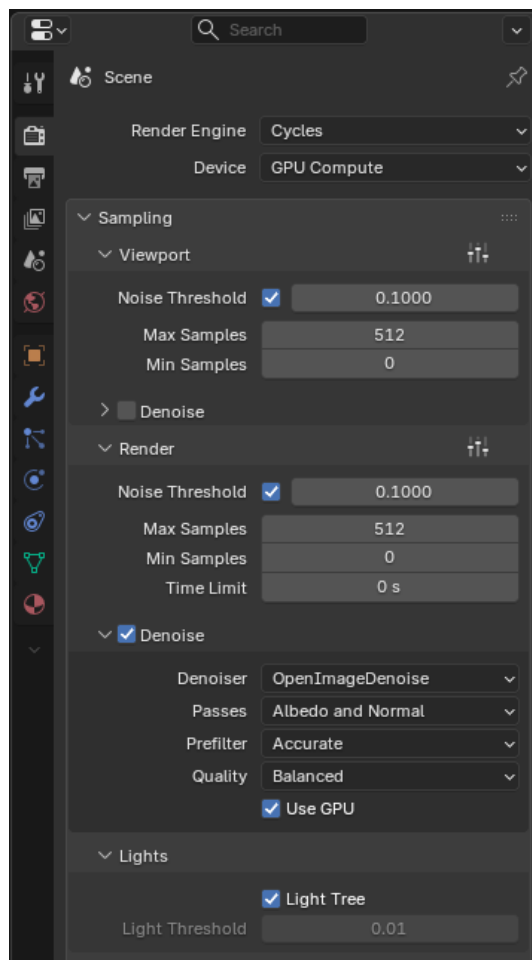 Search
Scene
Render Engine Cycles
Device GPU Compute
Sampling
Viewport
Noise Threshold 0.1000
Max Samples 512
Min Samples 0
Denoise
Render
Noise Threshold 0.1000
Max Samples 512
Min Samples 0
Time Limit 0 s
Denoise
Denoiser OpenImageDenoise
Passes Albedo and Normal
Prefilter Accurate
Quality Balanced
Use GPU
Lights
Light Tree
Light Threshold 0.01